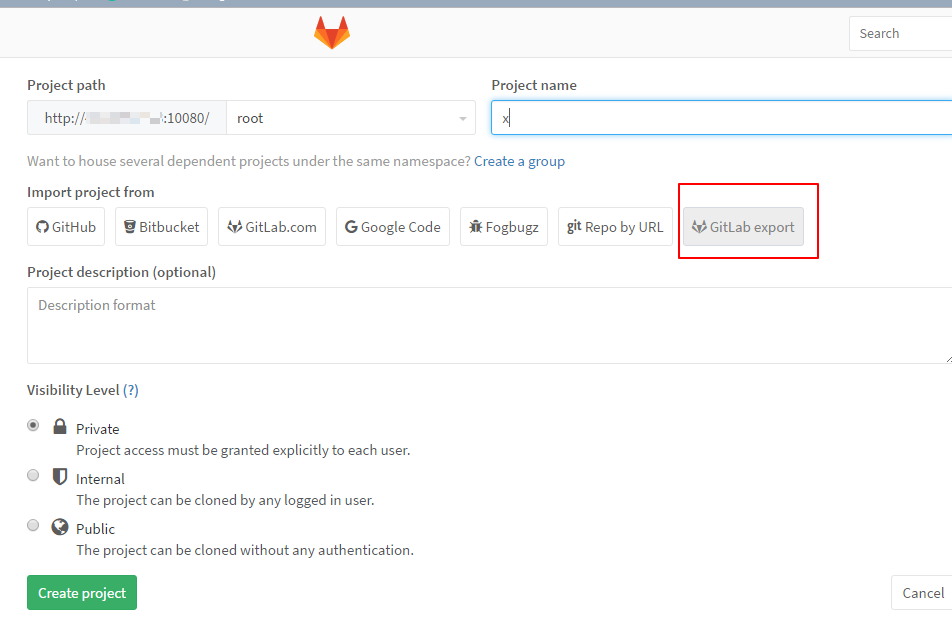 Search
Project path
Project name
http:// :10080/ root
x
Want to house several dependent projects under the same namespace? Create a group
Import project from
GitHub Bitbucket GitLab.com Google Code Fogbugz git Repo by URL GitLab export
Project description (optional)
Description format
Visibility Level (?)
Private
Project access must be granted explicitly to each user.
Internal
The project can be cloned by any logged in user.
Public
The project can be cloned without any authentication.
Create project
Cancel